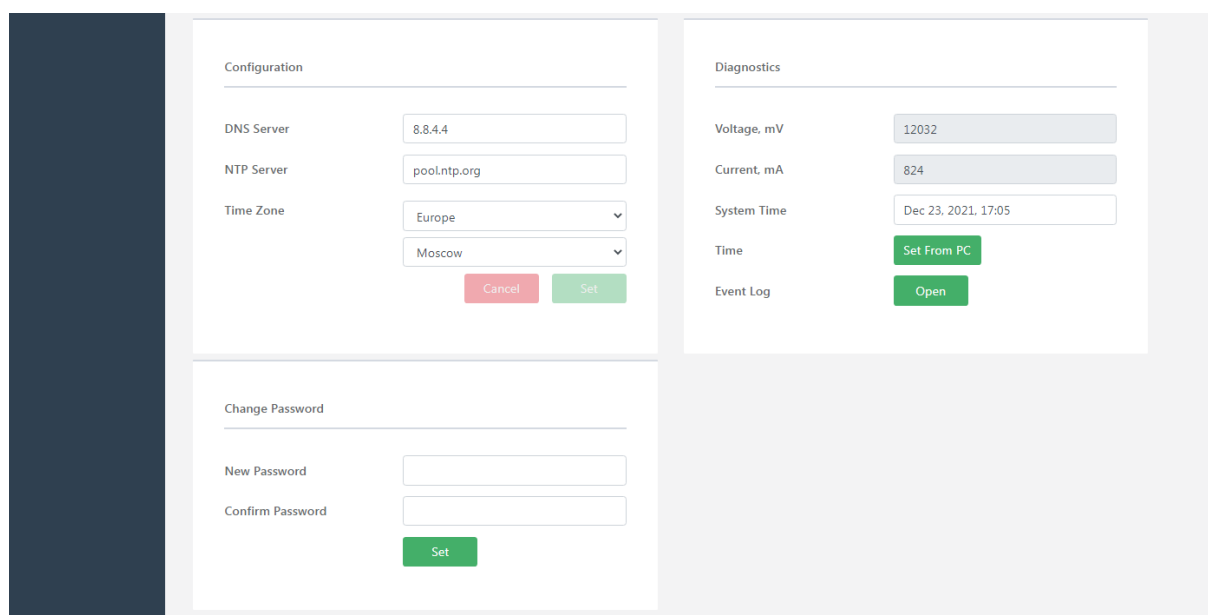 Configuration
DNS Server 8.8.4.4
NTP Server pool.ntp.org
Time Zone Europe
Moscow
Cancel Set
Diagnostics
Voltage, mV 12032
Current, mA 824
System Time Dec 23, 2021, 17:05
Time Set From PC
Event Log Open
Change Password
New Password
Confirm Password
Set